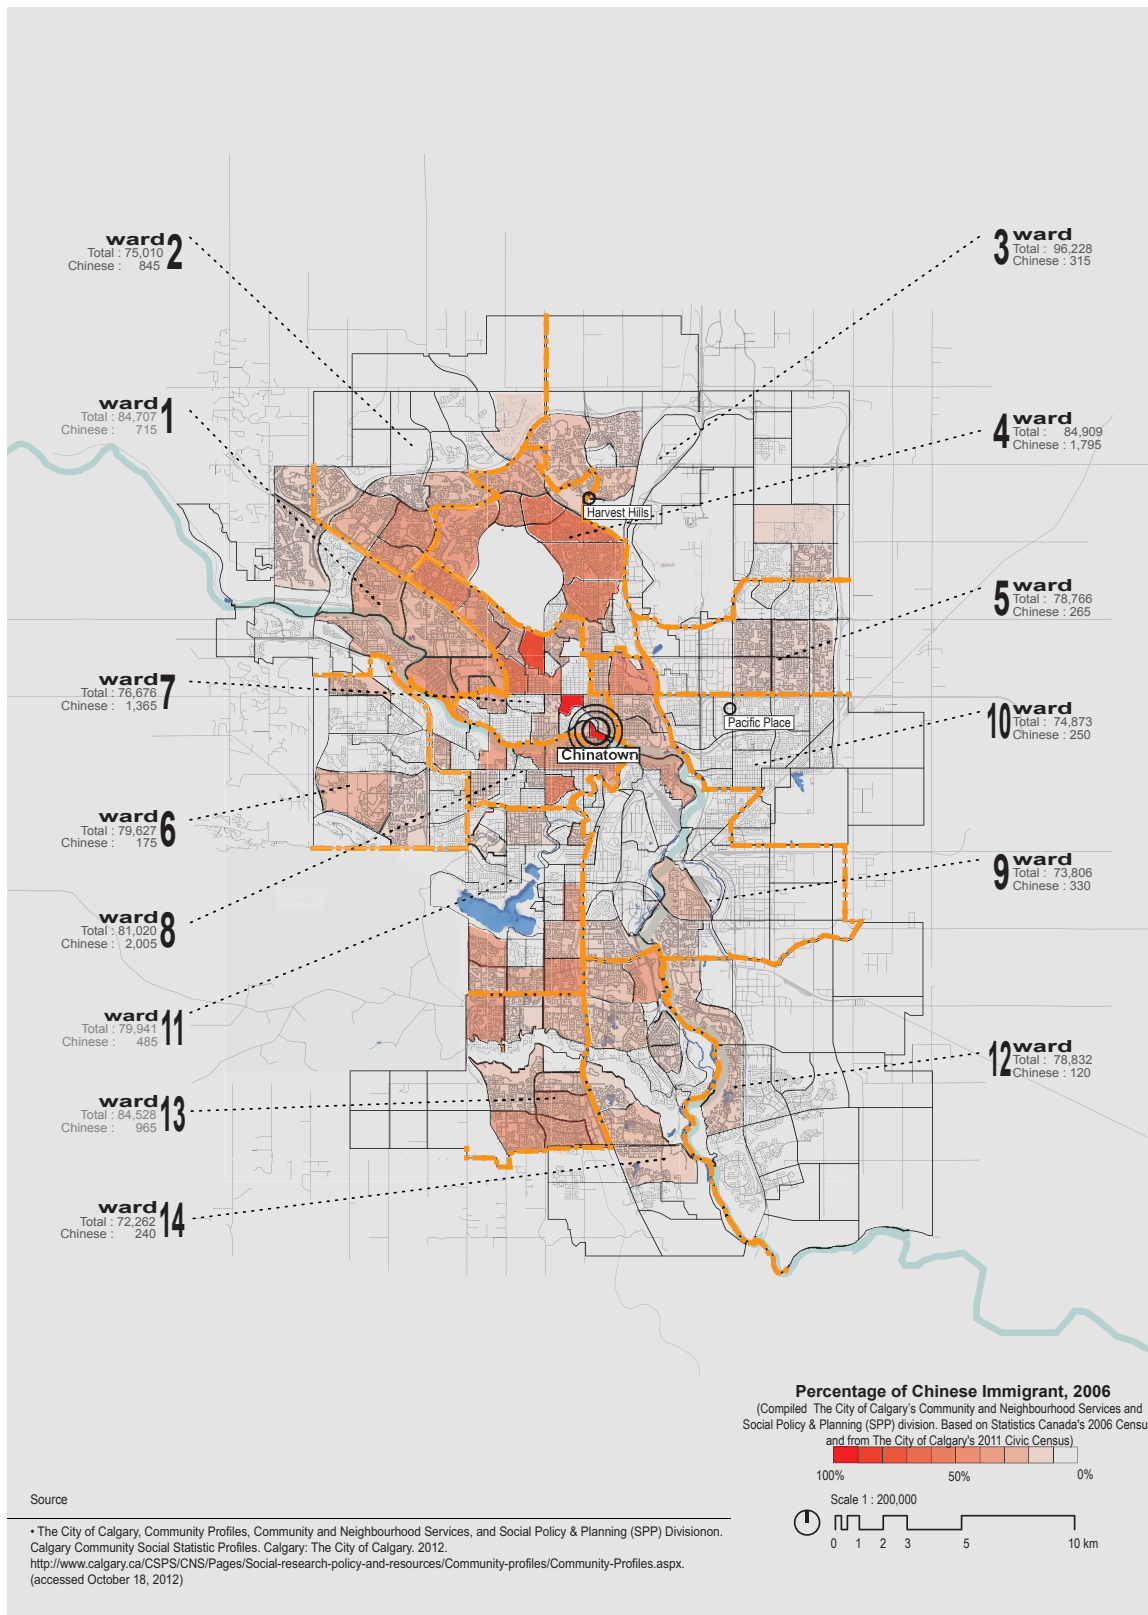 ward 2
Total : 75,010
Chinese : 845
3 ward
Total : 96,228
Chinese : 315
ward 1
Total : 84,707
Chinese : 715
4 ward
Total : 84,909
Chinese : 1,795
Harvest Hills
5 ward
Total : 78,766
Chinese : 265
ward 7
Total : 76,676
Chinese : 1,365
10 ward
Total : 74,873
Chinese : 250
Pacific Place
Chinatown
ward 6
Total : 79,627
Chinese : 175
9 ward
Total : 73,806
Chinese : 330
ward 8
Total : 81,020
Chinese : 2,005
ward 11
Total : 79,941
Chinese : 485
12 ward
Total : 78,832
Chinese : 120
ward 13
Total : 84,528
Chinese : 965
ward 14
Total : 72,262
Chinese : 240
Percentage of Chinese Immigrant, 2006
(Compiled The City of Calgary's Community and Neighbourhood Services and
Social Policy & Planning (SPP) division. Based on Statistics Canada's 2006 Censu
and from The City of Calgary's 2011 Civic Census)
100% 50% 0%
Scale 1 : 200,000
0 1 2 3 5 10 km
Source
• The City of Calgary, Community Profiles, Community and Neighbourhood Services, and Social Policy & Planning (SPP) Divisionon.
Calgary Community Social Statistic Profiles. Calgary: The City of Calgary. 2012.
http://www.calgary.ca/CSPS/CNS/Pages/Social-research-policy-and-resources/Community-profiles/Community-Profiles.aspx.
(accessed October 18, 2012)